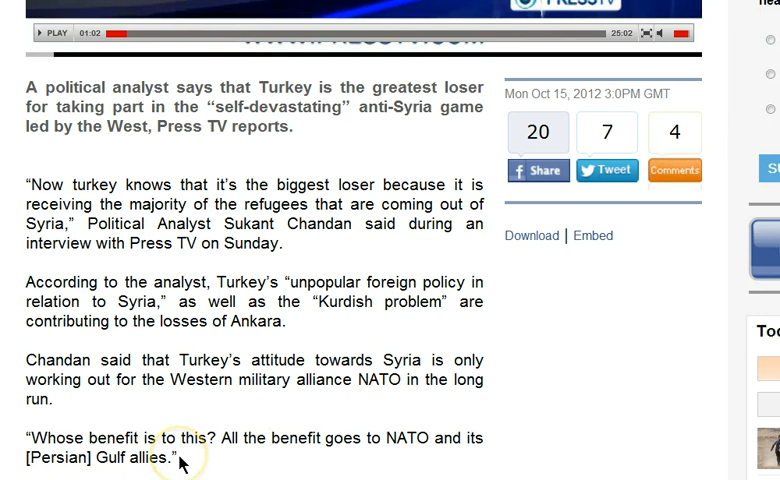 PRESSTV
PLAY 01:02 25:02
WWW.PRESSTV.COM
A political analyst says that Turkey is the greatest loser
for taking part in the “self-devastating” anti-Syria game
led by the West, Press TV reports.
Mon Oct 15, 2012 3:0PM GMT
20 7 4
f Share Tweet Comments
Download | Embed
“Now turkey knows that it’s the biggest loser because it is
receiving the majority of the refugees that are coming out of
Syria,” Political Analyst Sukant Chandan said during an
interview with Press TV on Sunday.
According to the analyst, Turkey’s “unpopular foreign policy in
relation to Syria,” as well as the “Kurdish problem” are
contributing to the losses of Ankara.
Chandan said that Turkey’s attitude towards Syria is only
working out for the Western military alliance NATO in the long
run.
“Whose benefit is to this? All the benefit goes to NATO and its
[Persian] Gulf allies.”